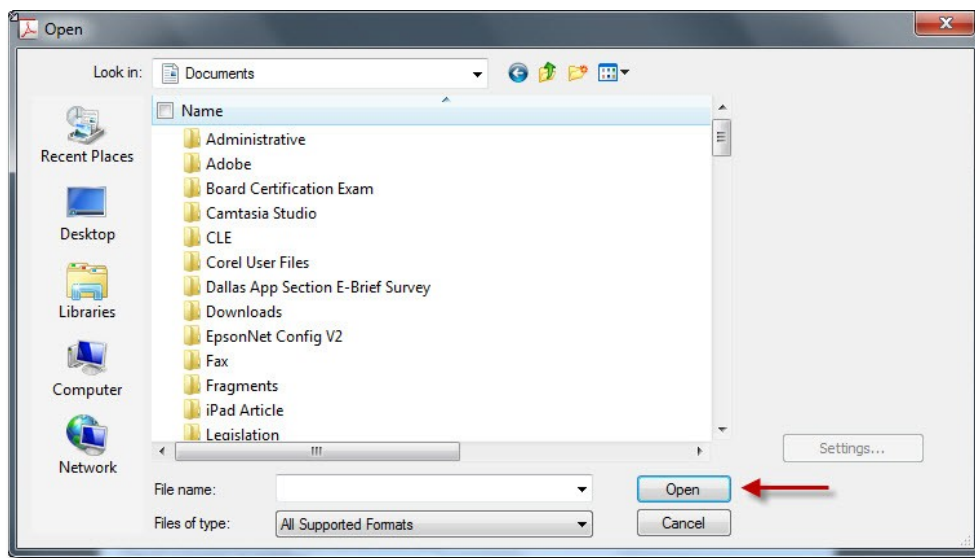 Open
Look in: Documents
Name
Administrative
Adobe
Board Certification Exam
Camtasia Studio
CLE
Corel User Files
Dallas App Section E-Brief Survey
Downloads
EpsonNet Config V2
Fax
Fragments
iPad Article
Legislation
Recent Places
Desktop
Libraries
Computer
Network
Settings...
File name: Open
Files of type: All Supported Formats Cancel